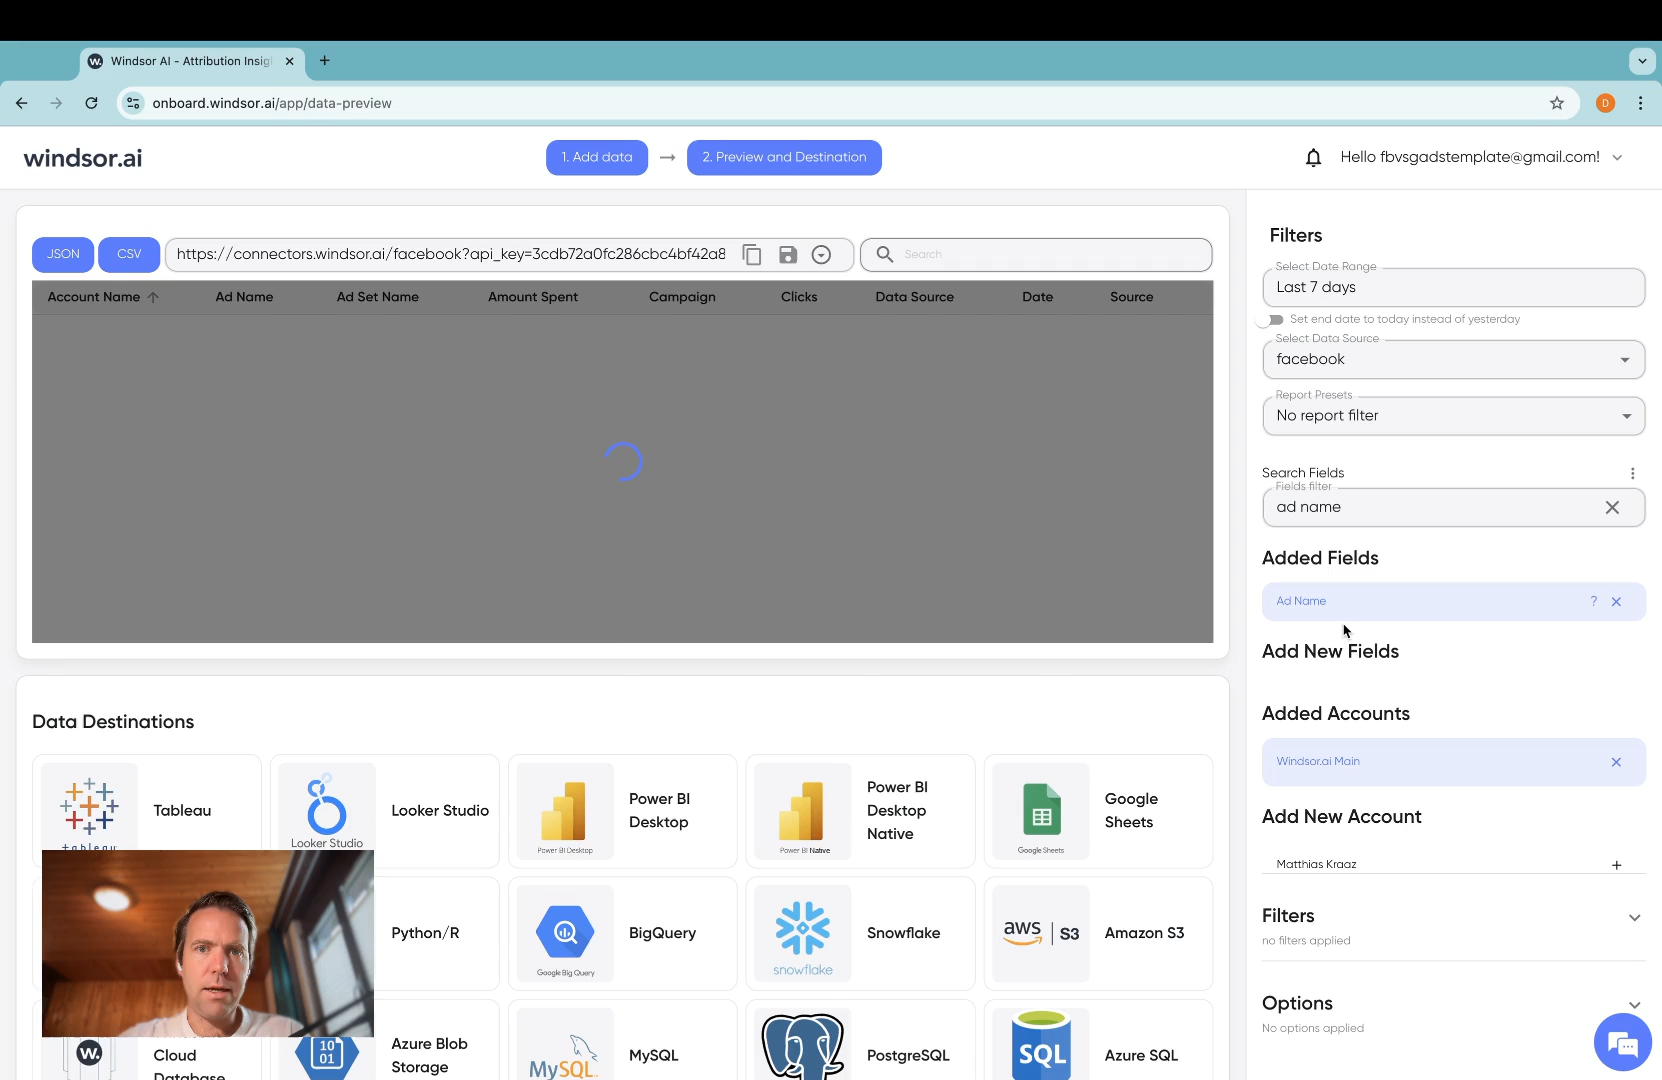 Windsor AI - Attribution Insig
onboard.windsor.ai/app/data-preview
D
windsor.ai
1. Add data
2. Preview and Destination
Hello fbvsgadstemplate@gmail.com!
JSON
CSV
https://connectors.windsor.ai/facebook?api_key=3cdb72a0fc286cbc4bf42a8
Search
Account Name
Ad Name
Ad Set Name
Amount Spent
Campaign
Clicks
Data Source
Date
Source
Filters
Select Date Range
Last 7 days
Set end date to today instead of yesterday
Select Data Source
facebook
Report Presets
No report filter
Search Fields
Fields filter
ad name
Added Fields
Ad Name
?
Add New Fields
Added Accounts
Windsor.ai Main
Add New Account
Matthias Kraaz
Filters
no filters applied
Options
No options applied
Data Destinations
Tableau
Looker Studio
Looker Studio
Power BI Desktop
Power BI
Desktop
Power BI Native
Power BI
Desktop
Native
Google Sheets
Google
Sheets
Python/R
Google Big Query
BigQuery
snowflake
Snowflake
aws | S3
Amazon S3
W.
Cloud
Database
10
01
Azure Blob
Storage
MySQL
MySQL
PostgreSQL
SQL
Azure SQL